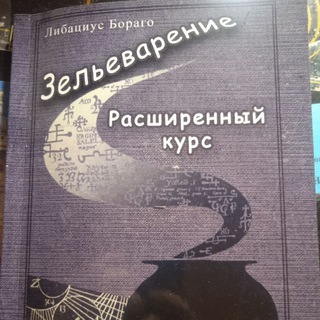 Либациус Бораго
Зельеварение
Расширенный
курс